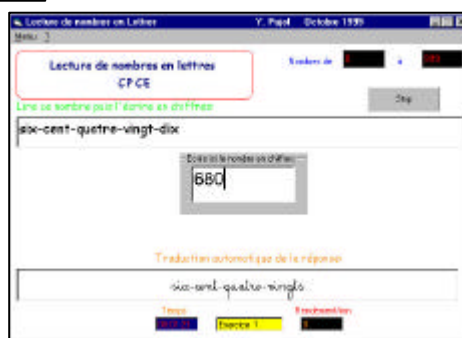 Lecture de nombres en Lettres Y. Pujol Octobre 1999
Menu ?
Lecture de nombres en lettres
CP CE
Nombres de à
Stop
Lire ce nombre puis l'écrire en chiffres
six-cent-quatre-vingt-dix
Ecrire ici le nombre en chiffres
680
Traduction automatique de la réponse
six-cent-quatre-vingts
Temps
Exercice 1